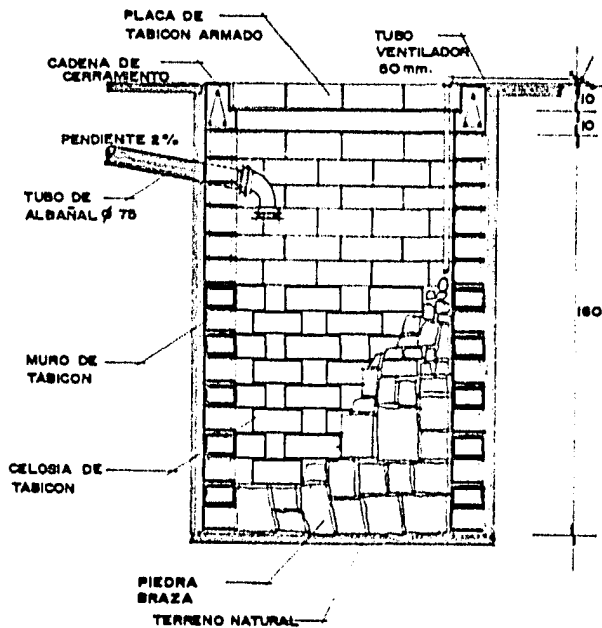 PLACA DE
TABICON ARMADO
TUBO
VENTILADOR
50 mm.
CADENA DE
CERRAMIENTO
10
10
PENDIENTE 2%
TUBO DE
ALBAÑAL Ø 75
160
MURO DE
TABICON
CELOSIA DE
TABICON
PIEDRA
BRAZA
TERRENO NATURAL